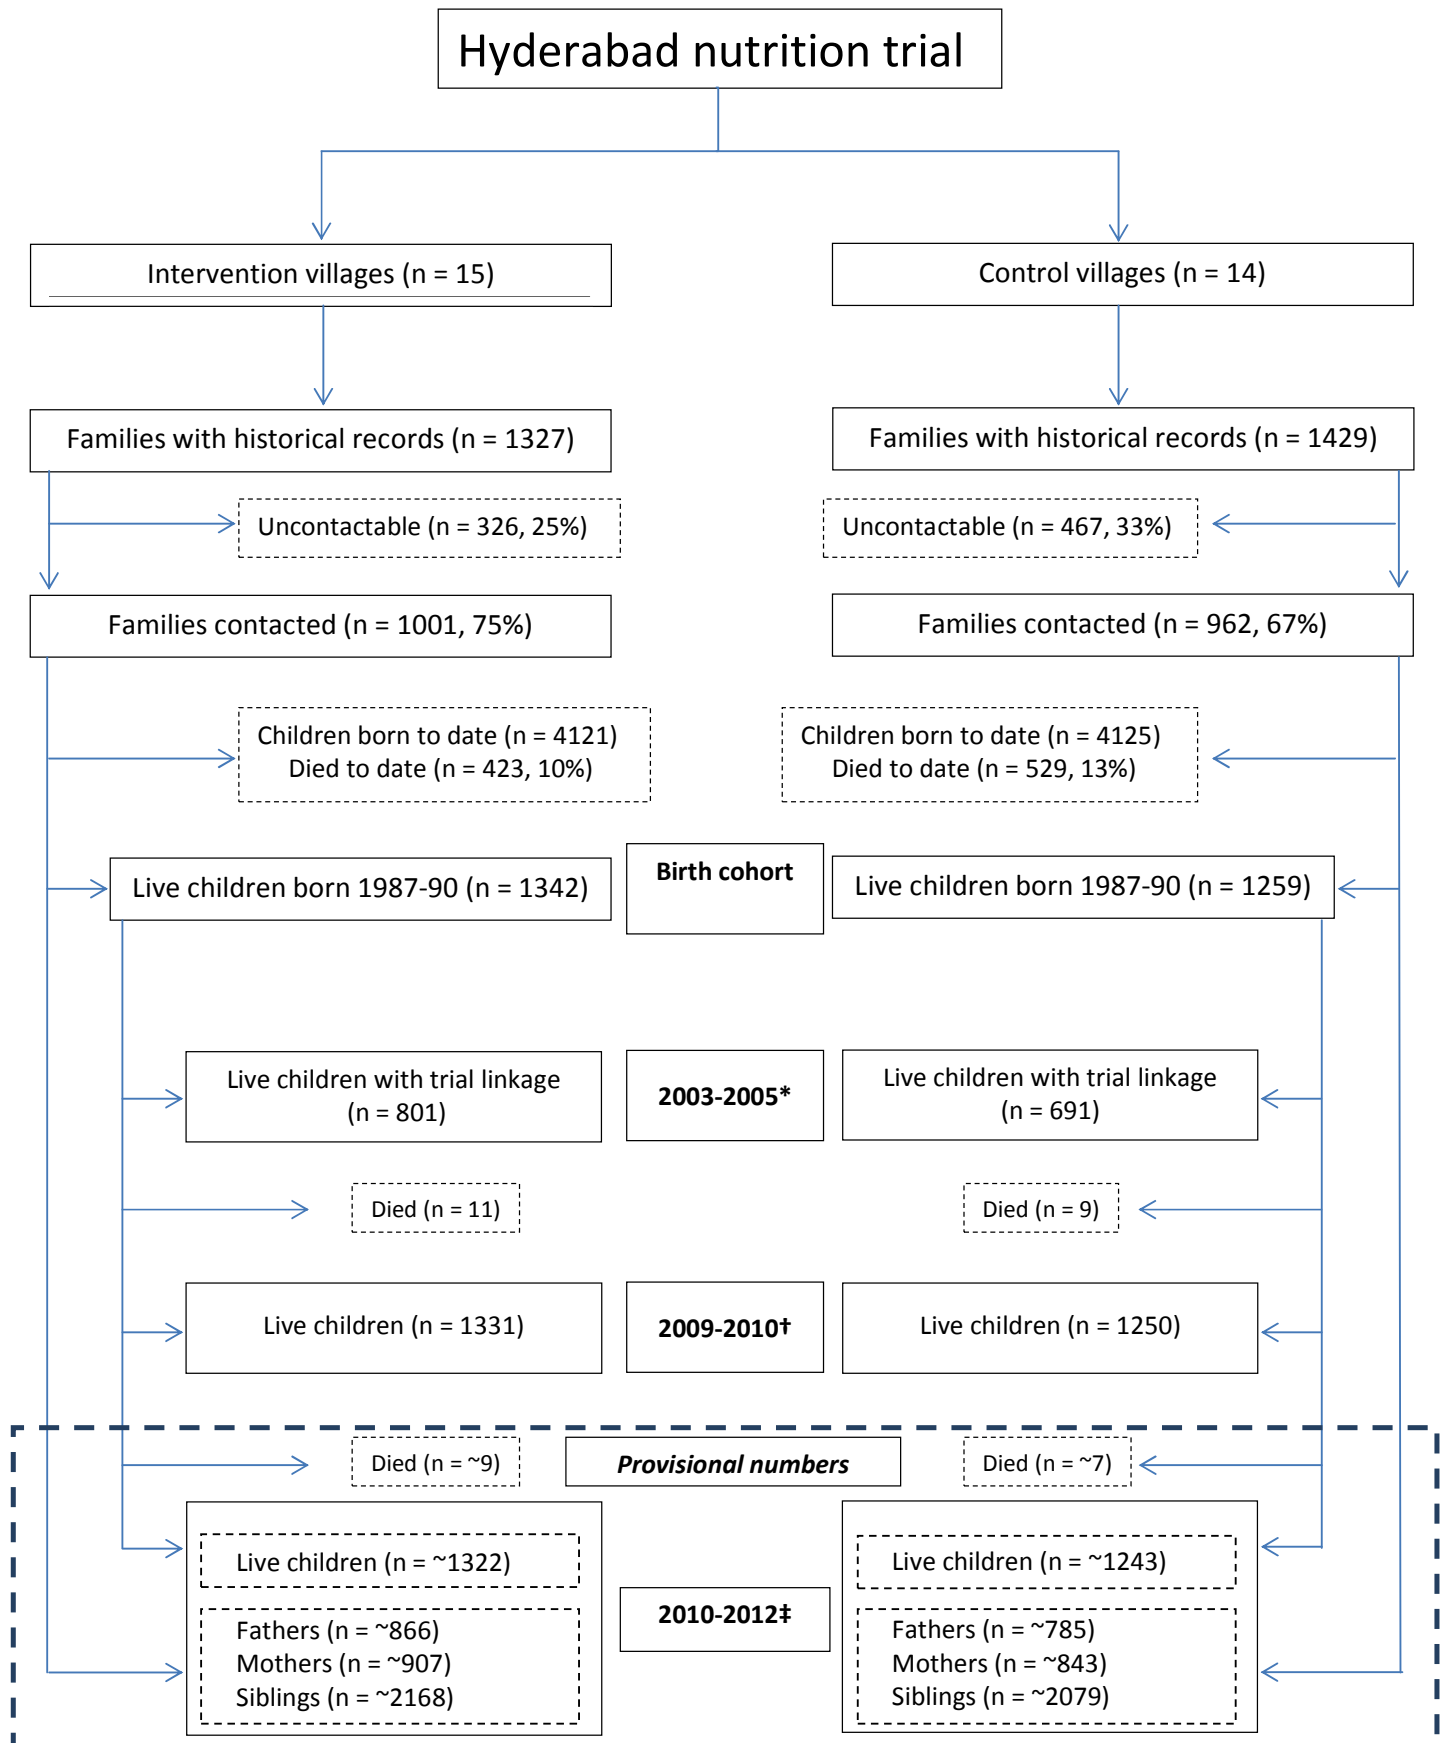 Hyderabad nutrition trial
Intervention villages (n = 15)
Control villages (n = 14)
Families with historical records (n = 1327)
Families with historical records (n = 1429)
Uncontactable (n = 326, 25%)
Uncontactable (n = 467, 33%)
Families contacted (n = 1001, 75%)
Families contacted (n = 962, 67%)
Children born to date (n = 4121)
Died to date (n = 423, 10%)
Children born to date (n = 4125)
Died to date (n = 529, 13%)
Live children born 1987-90 (n = 1342)
Birth cohort
Live children born 1987-90 (n = 1259)
Live children with trial linkage
(n = 801)
2003-2005*
Live children with trial linkage
(n = 691)
Died (n = 11)
Died (n = 9)
Live children (n = 1331)
2009-2010†
Live children (n = 1250)
Died (n = ~9)
Provisional numbers
Died (n = ~7)
Live children (n = ~1322)
Fathers (n = ~866)
Mothers (n = ~907)
Siblings (n = ~2168)
2010-2012‡
Live children (n = ~1243)
Fathers (n = ~785)
Mothers (n = ~843)
Siblings (n = ~2079)